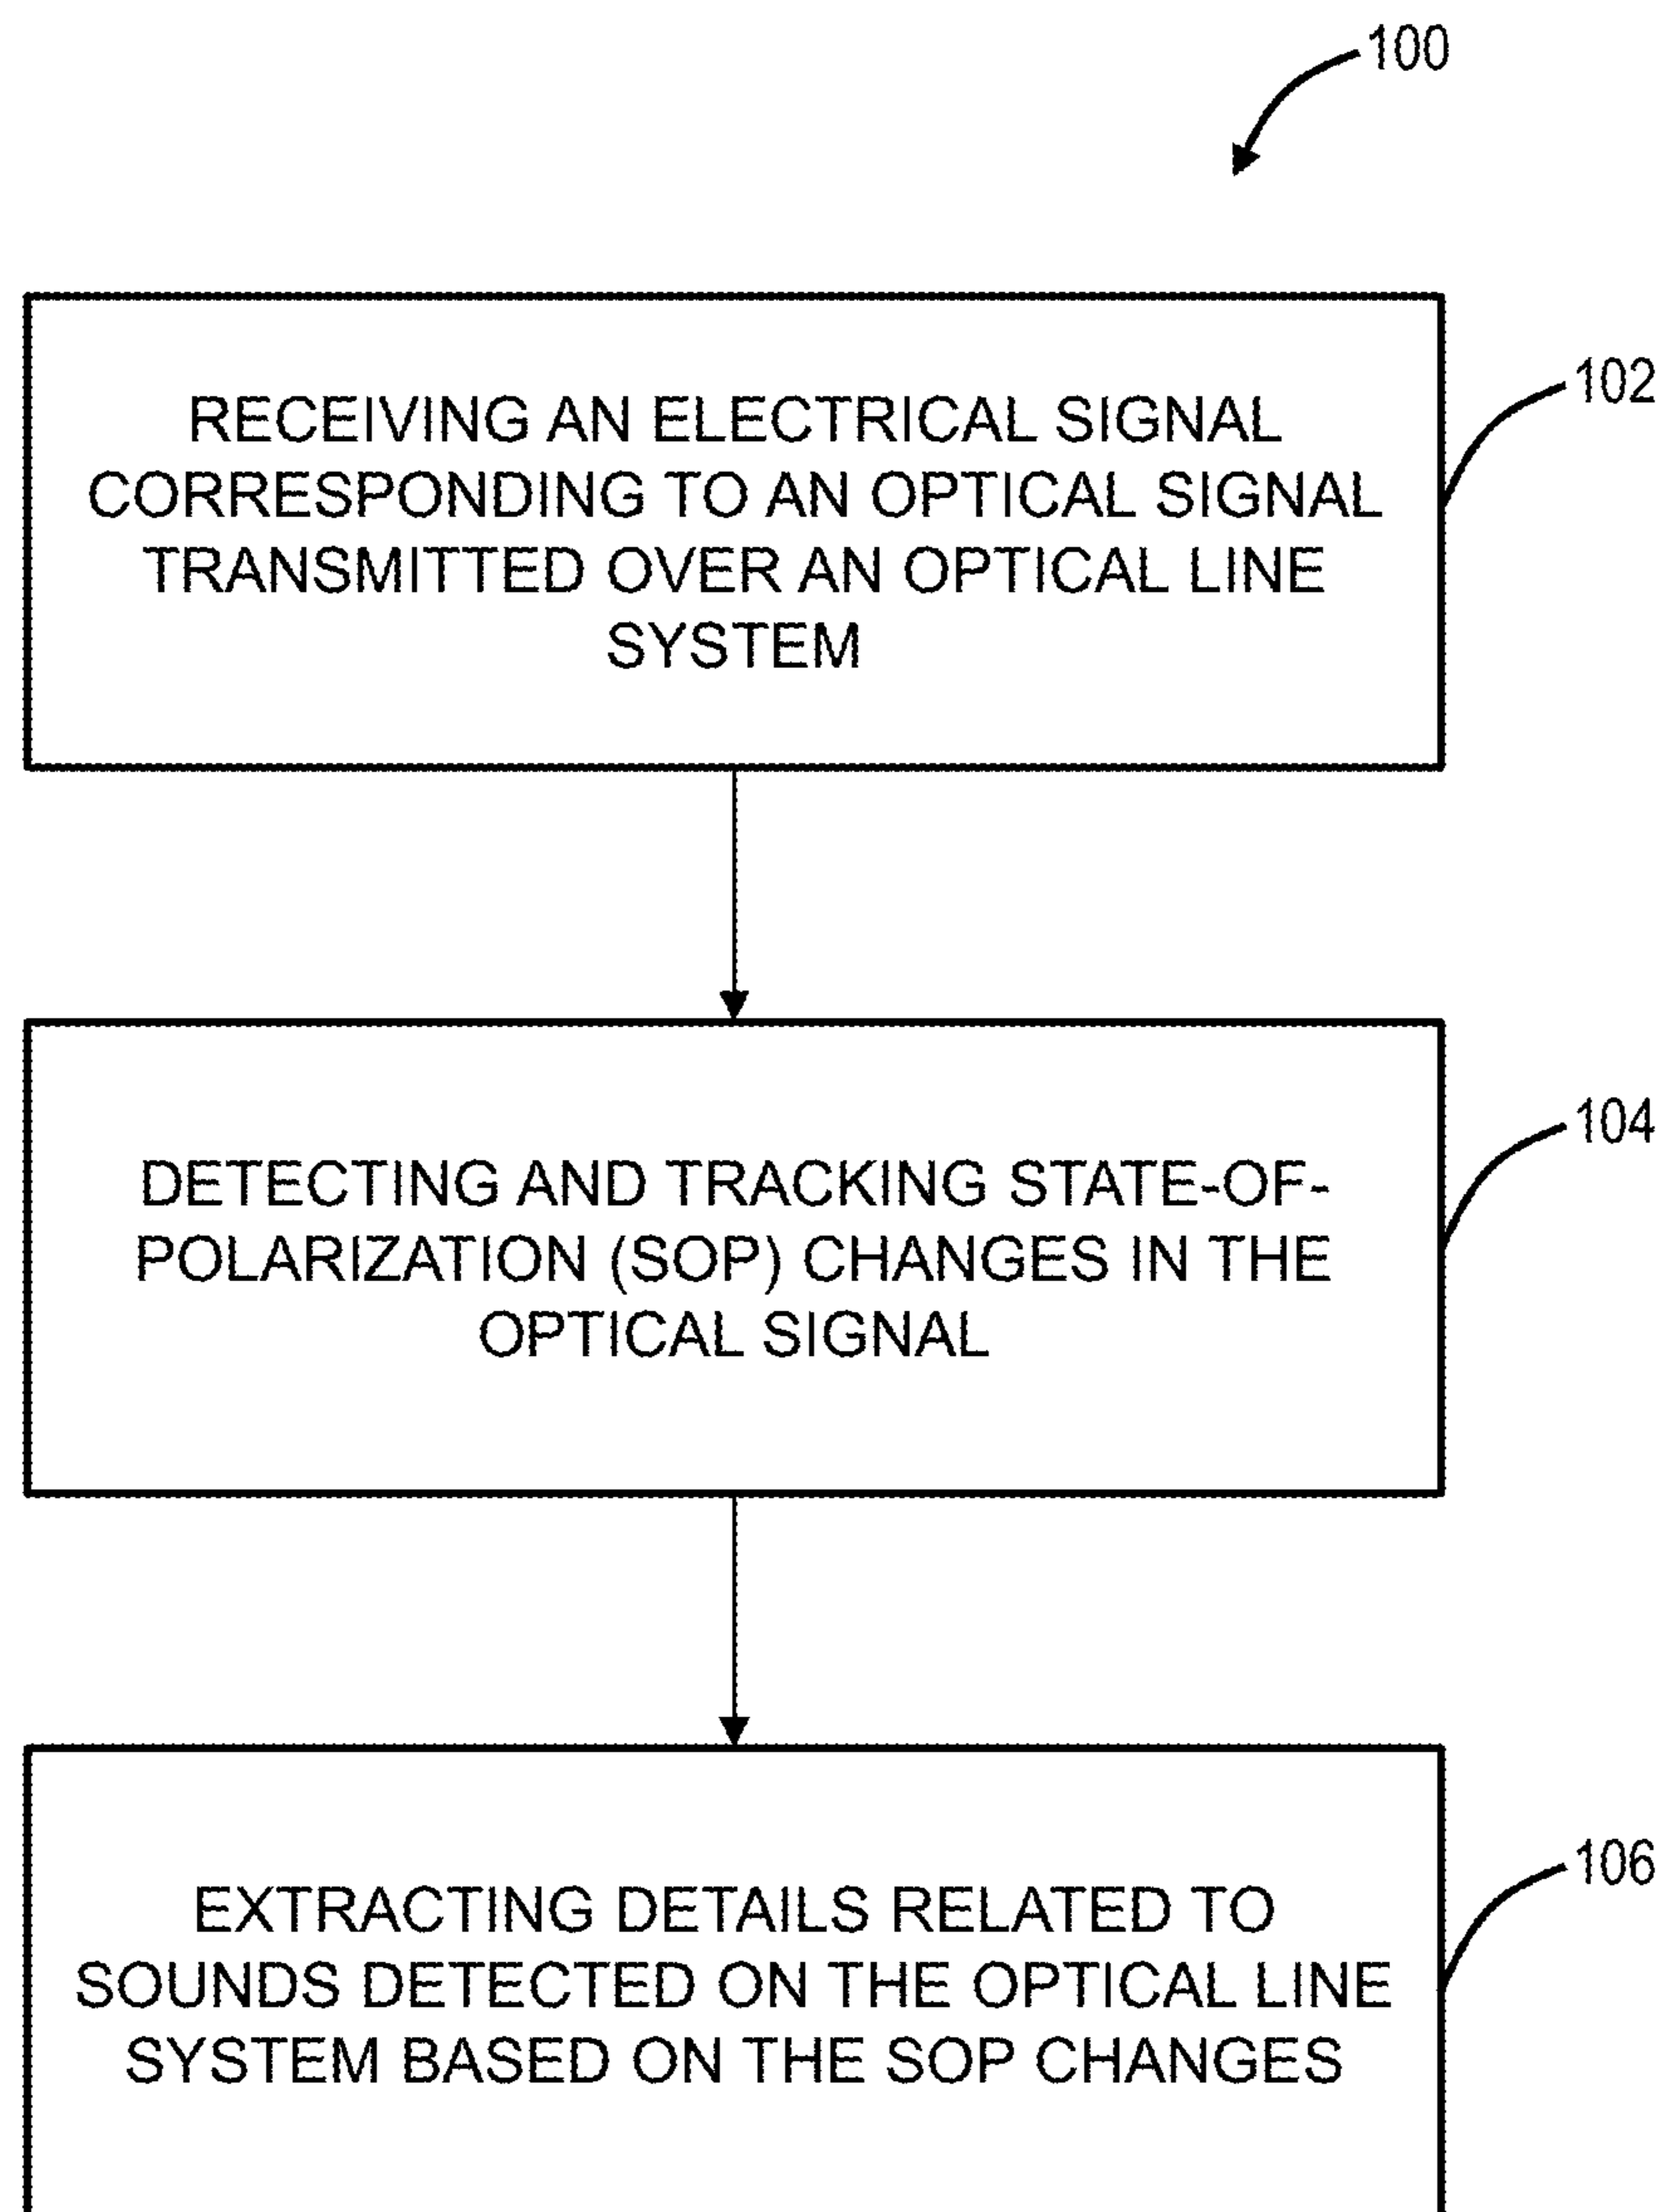 100
RECEIVING AN ELECTRICAL SIGNAL
102
CORRESPONDING TO AN OPTICAL SIGNAL
TRANSMITTED OVER AN OPTICAL LINE
SYSTEM
DETECTING AND TRACKING STATE-OF-
104
POLARIZATION (SOP) CHANGES IN THE
OPTICAL SIGNAL
EXTRACTING DETAILS RELATED TO
106
SOUNDS DETECTED ON THE OPTICAL LINE
SYSTEM BASED ON THE SOP CHANGES